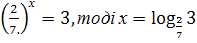 (2/7.)^x = 3, тоді x = log_{2/7} 3